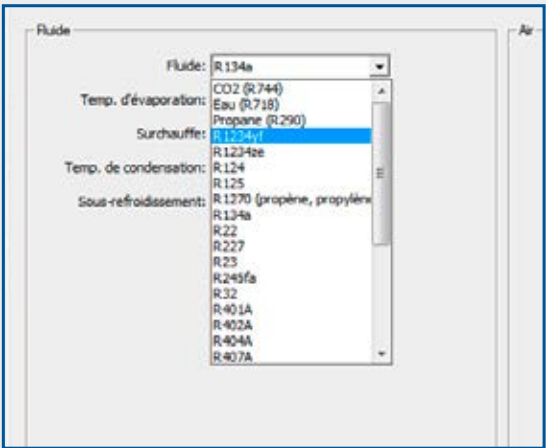 Fluide
Air
Fluide: R134a
CO2 (R744)
Temp. d'évaporation: Eau (R718)
Propane (R290)
Surchauffe: R1234yf
R1234ze
Temp. de condensation: R124
R125
Sous-refroidissement: R1270 (propène, propylèn
R134a
R22
R227
R23
R245fa
R32
R401A
R402A
R404A
R407A